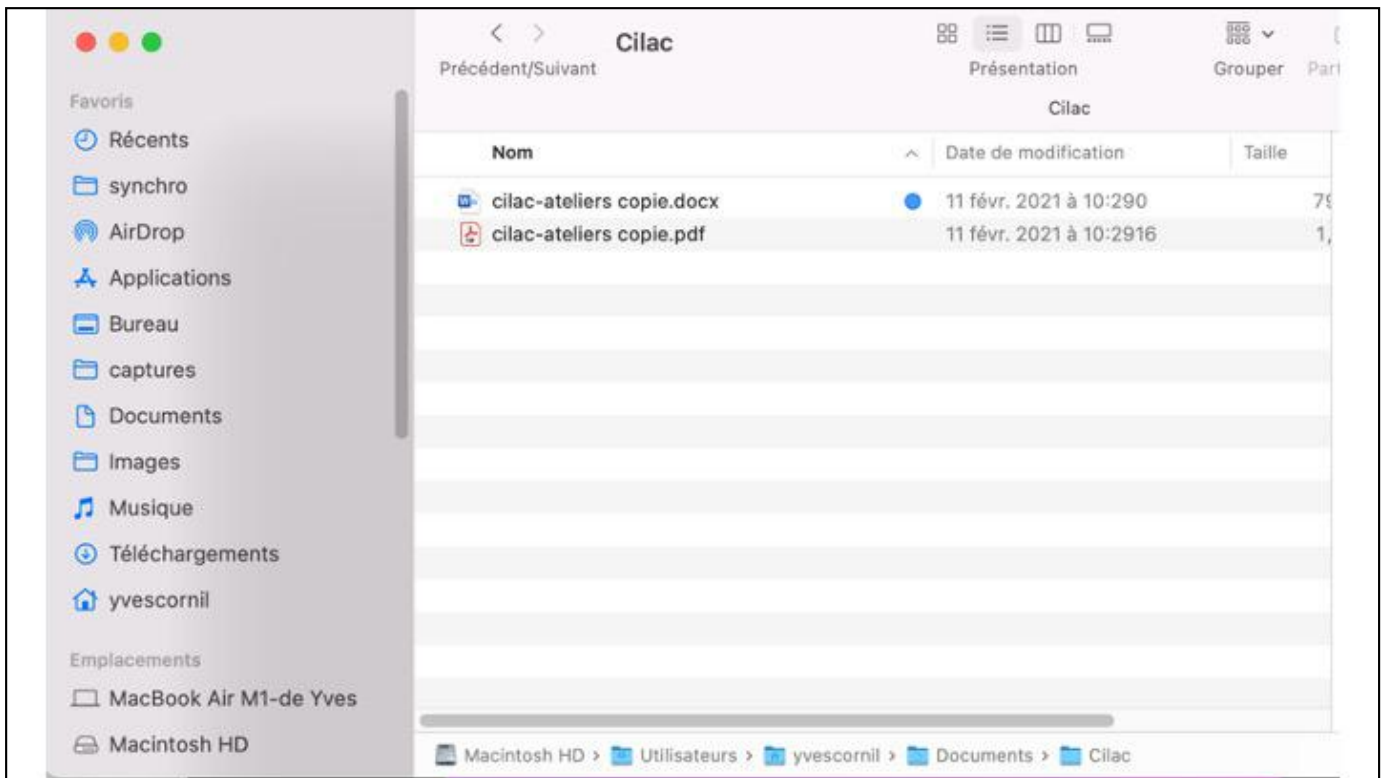 Cilac
Précédent/Suivant
Présentation
Grouper
Cilac
Favoris
Récents
synchro
AirDrop
Applications
Bureau
captures
Documents
Images
Musique
Téléchargements
yvescornil
Emplacements
MacBook Air M1-de Yves
Macintosh HD
Nom Date de modification Taille
cilac-ateliers copie.docx 11 févr. 2021 à 10:290
cilac-ateliers copie.pdf 11 févr. 2021 à 10:2916
Macintosh HD > Utilisateurs > yvescornil > Documents > Cilac